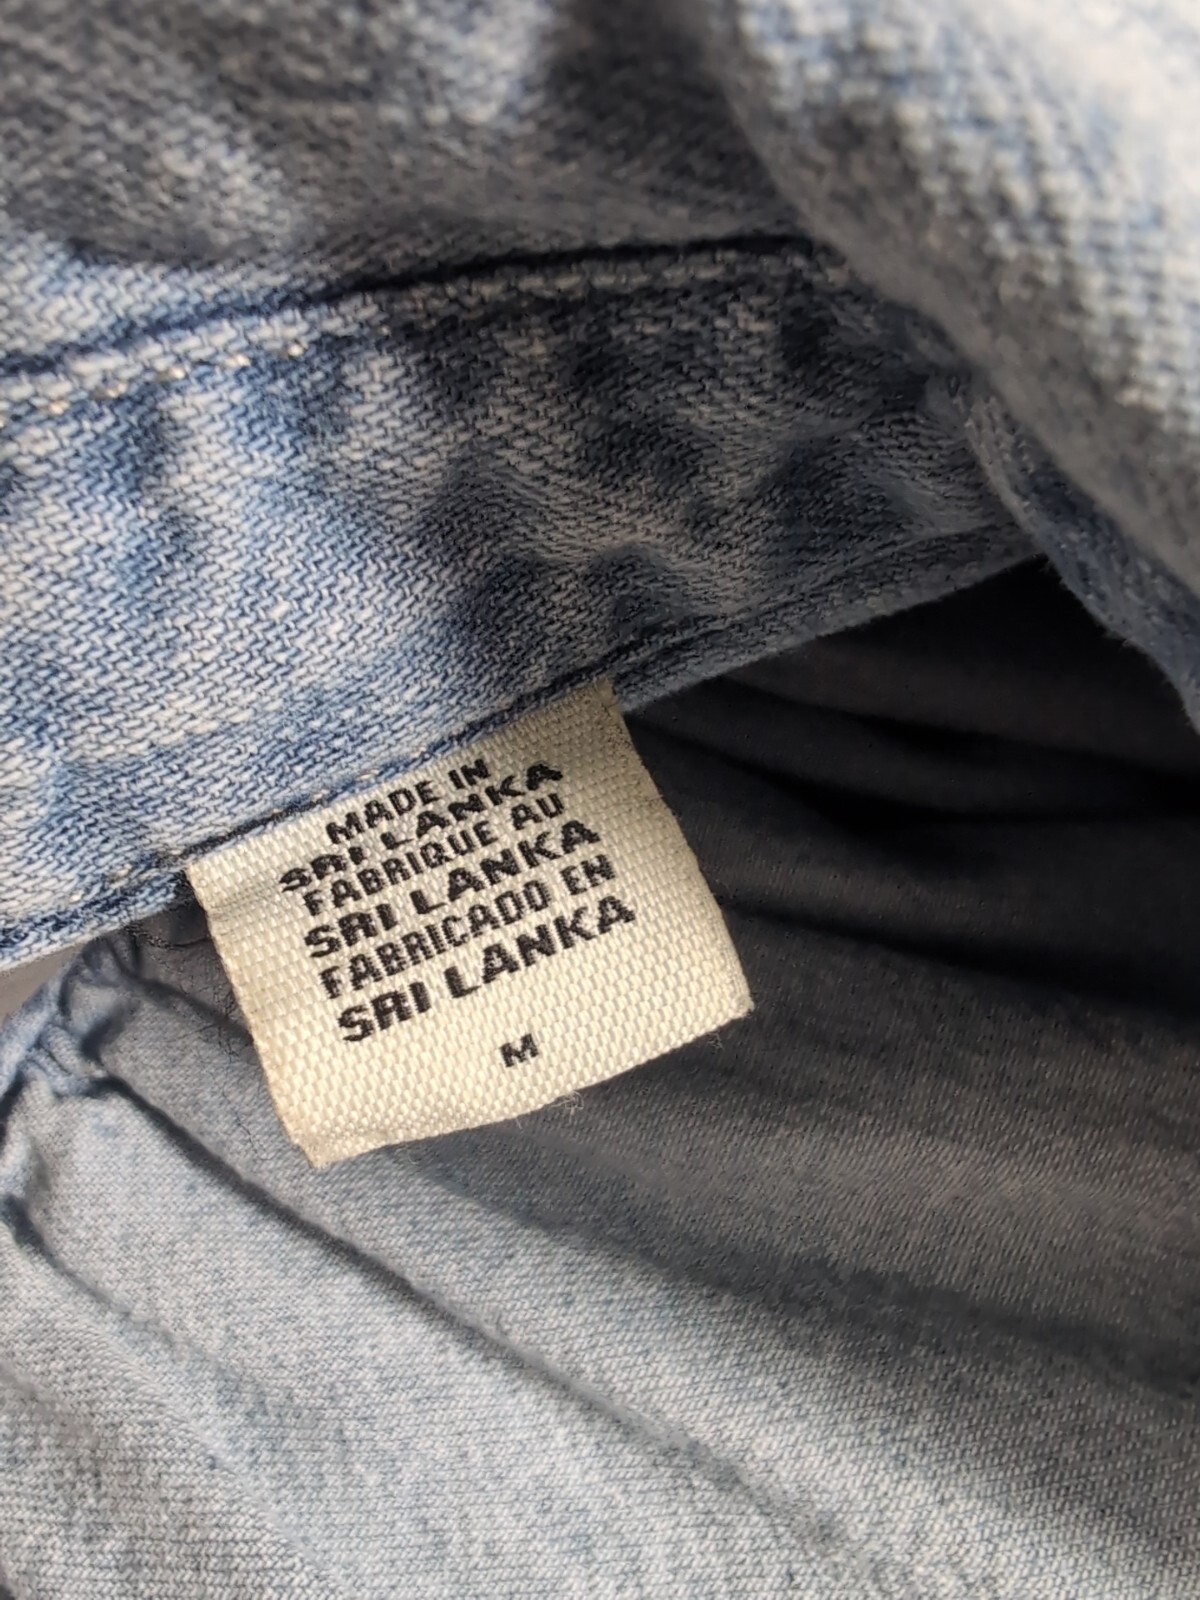 MADE IN
SRI LANKA
FABRIQUE AU
SRI LANKA
FABRICADO EN
SRI LANKA
M